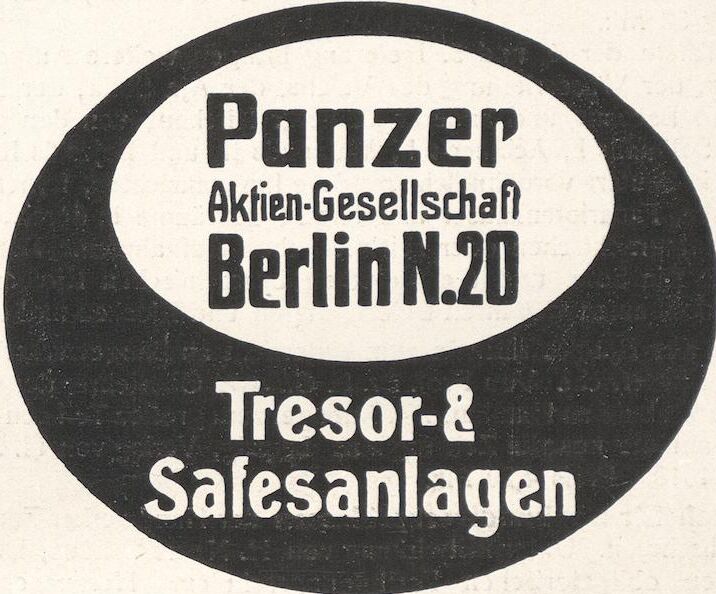 Panzer
Aktien-Gesellschaft
Berlin N.20
Tresor-&
Safesanlagen